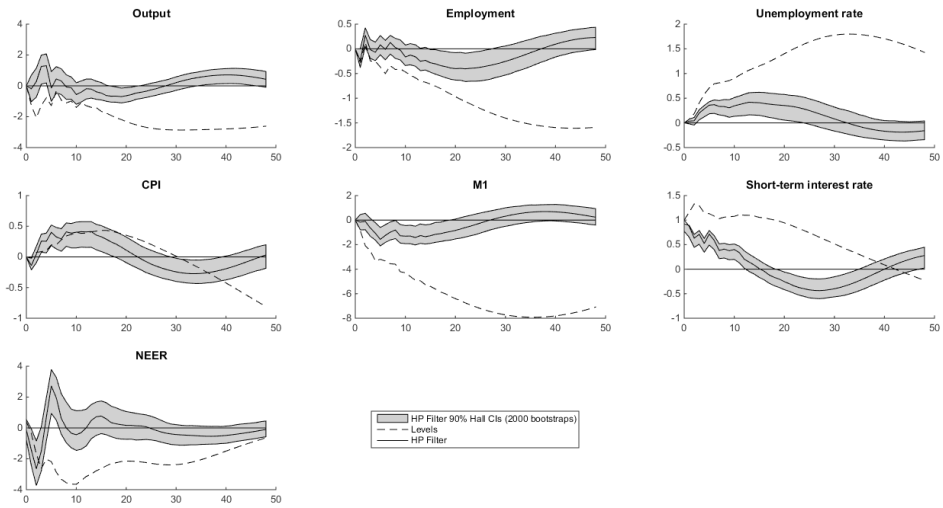 Output
4
2
0
-2
-4
0 10 20 30 40 50
Employment
0.5
0
-0.5
-1
-1.5
-2
0 10 20 30 40 50
Unemployment rate
2
1.5
1
0.5
0
-0.5
0 10 20 30 40 50
CPI
1
0.5
0
-0.5
-1
0 10 20 30 40 50
M1
2
0
-2
-4
-6
-8
0 10 20 30 40 50
Short-term interest rate
1.5
1
0.5
0
-0.5
-1
0 10 20 30 40 50
NEER
4
2
0
-2
-4
0 10 20 30 40 50
HP Filter 90% Hall CIs (2000 bootstraps)
Levels
HP Filter